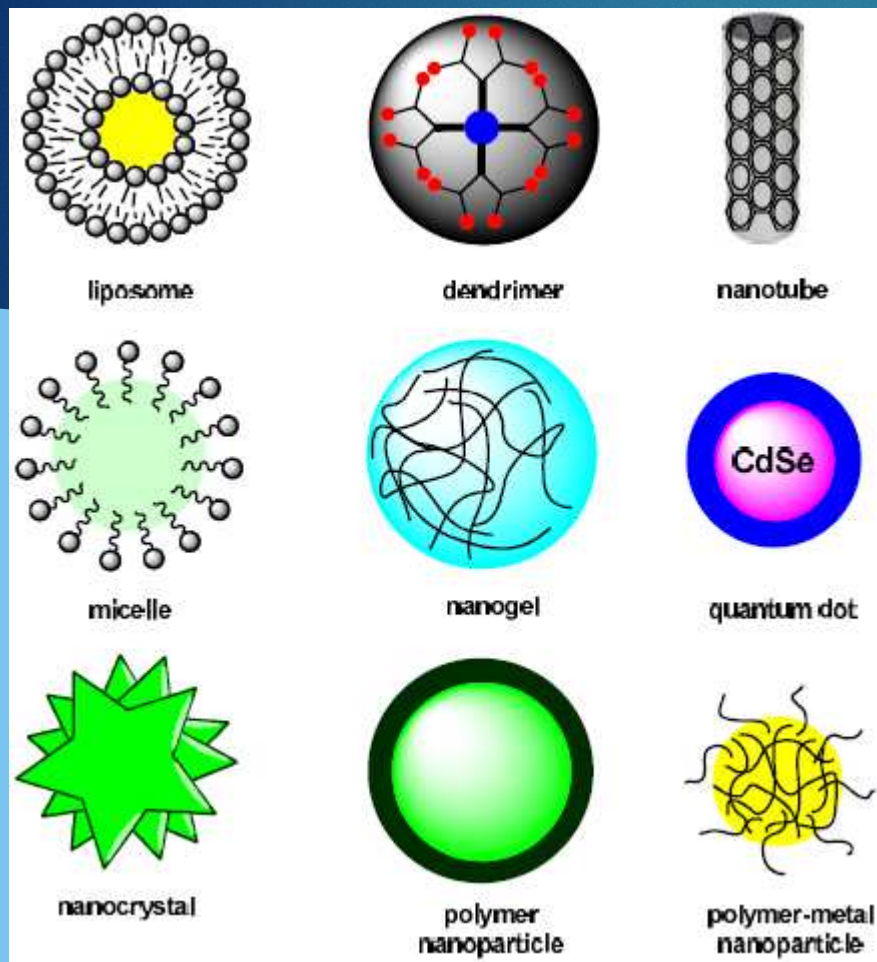 liposome
dendrimer
nanotube
micelle
nanogel
CdSe
quantum dot
nanocrystal
polymer
nanoparticle
polymer-metal
nanoparticle